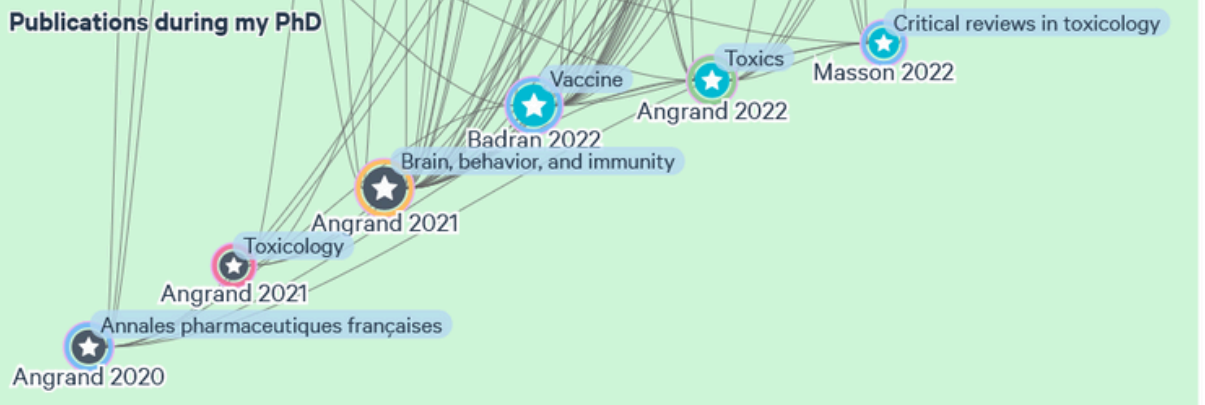 Publications during my PhD
Critical reviews in toxicology
Masson 2022
Toxics
Angrand 2022
Vaccine
Badran 2022
Brain, behavior, and immunity
Angrand 2021
Toxicology
Angrand 2021
Annales pharmaceutiques françaises
Angrand 2020